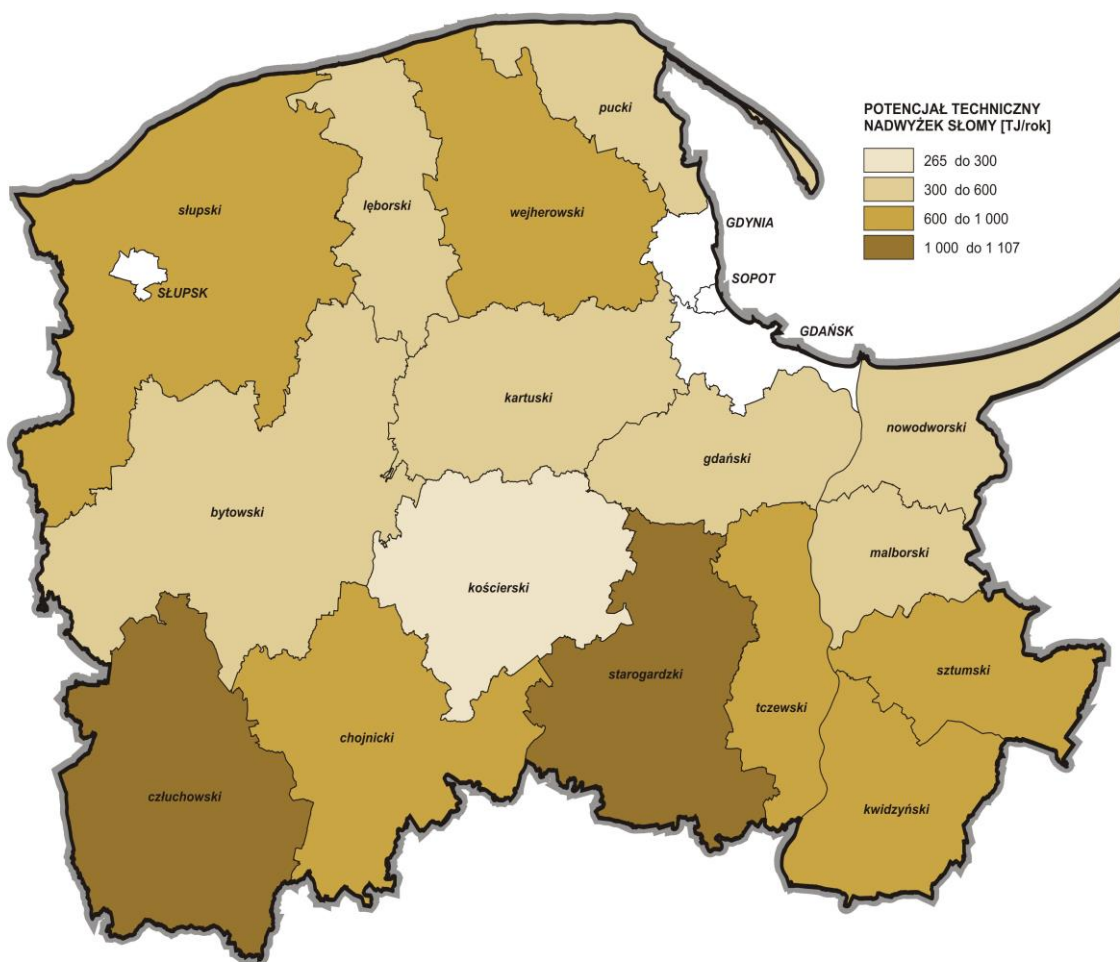 POTENCJAŁ TECHNICZNY
NADWYŻEK SŁOMY [TJ/rok]
265 do 300
300 do 600
600 do 1 000
1 000 do 1 107
pucki
słupski
lęborski
wejherowski
GDYNIA
SOPOT
SŁUPSK
GDAŃSK
kartuski
nowodworski
gdański
bytowski
malborski
kościerski
starogardzki
sztumski
tczewski
chojnicki
człuchowski
kwidzyński